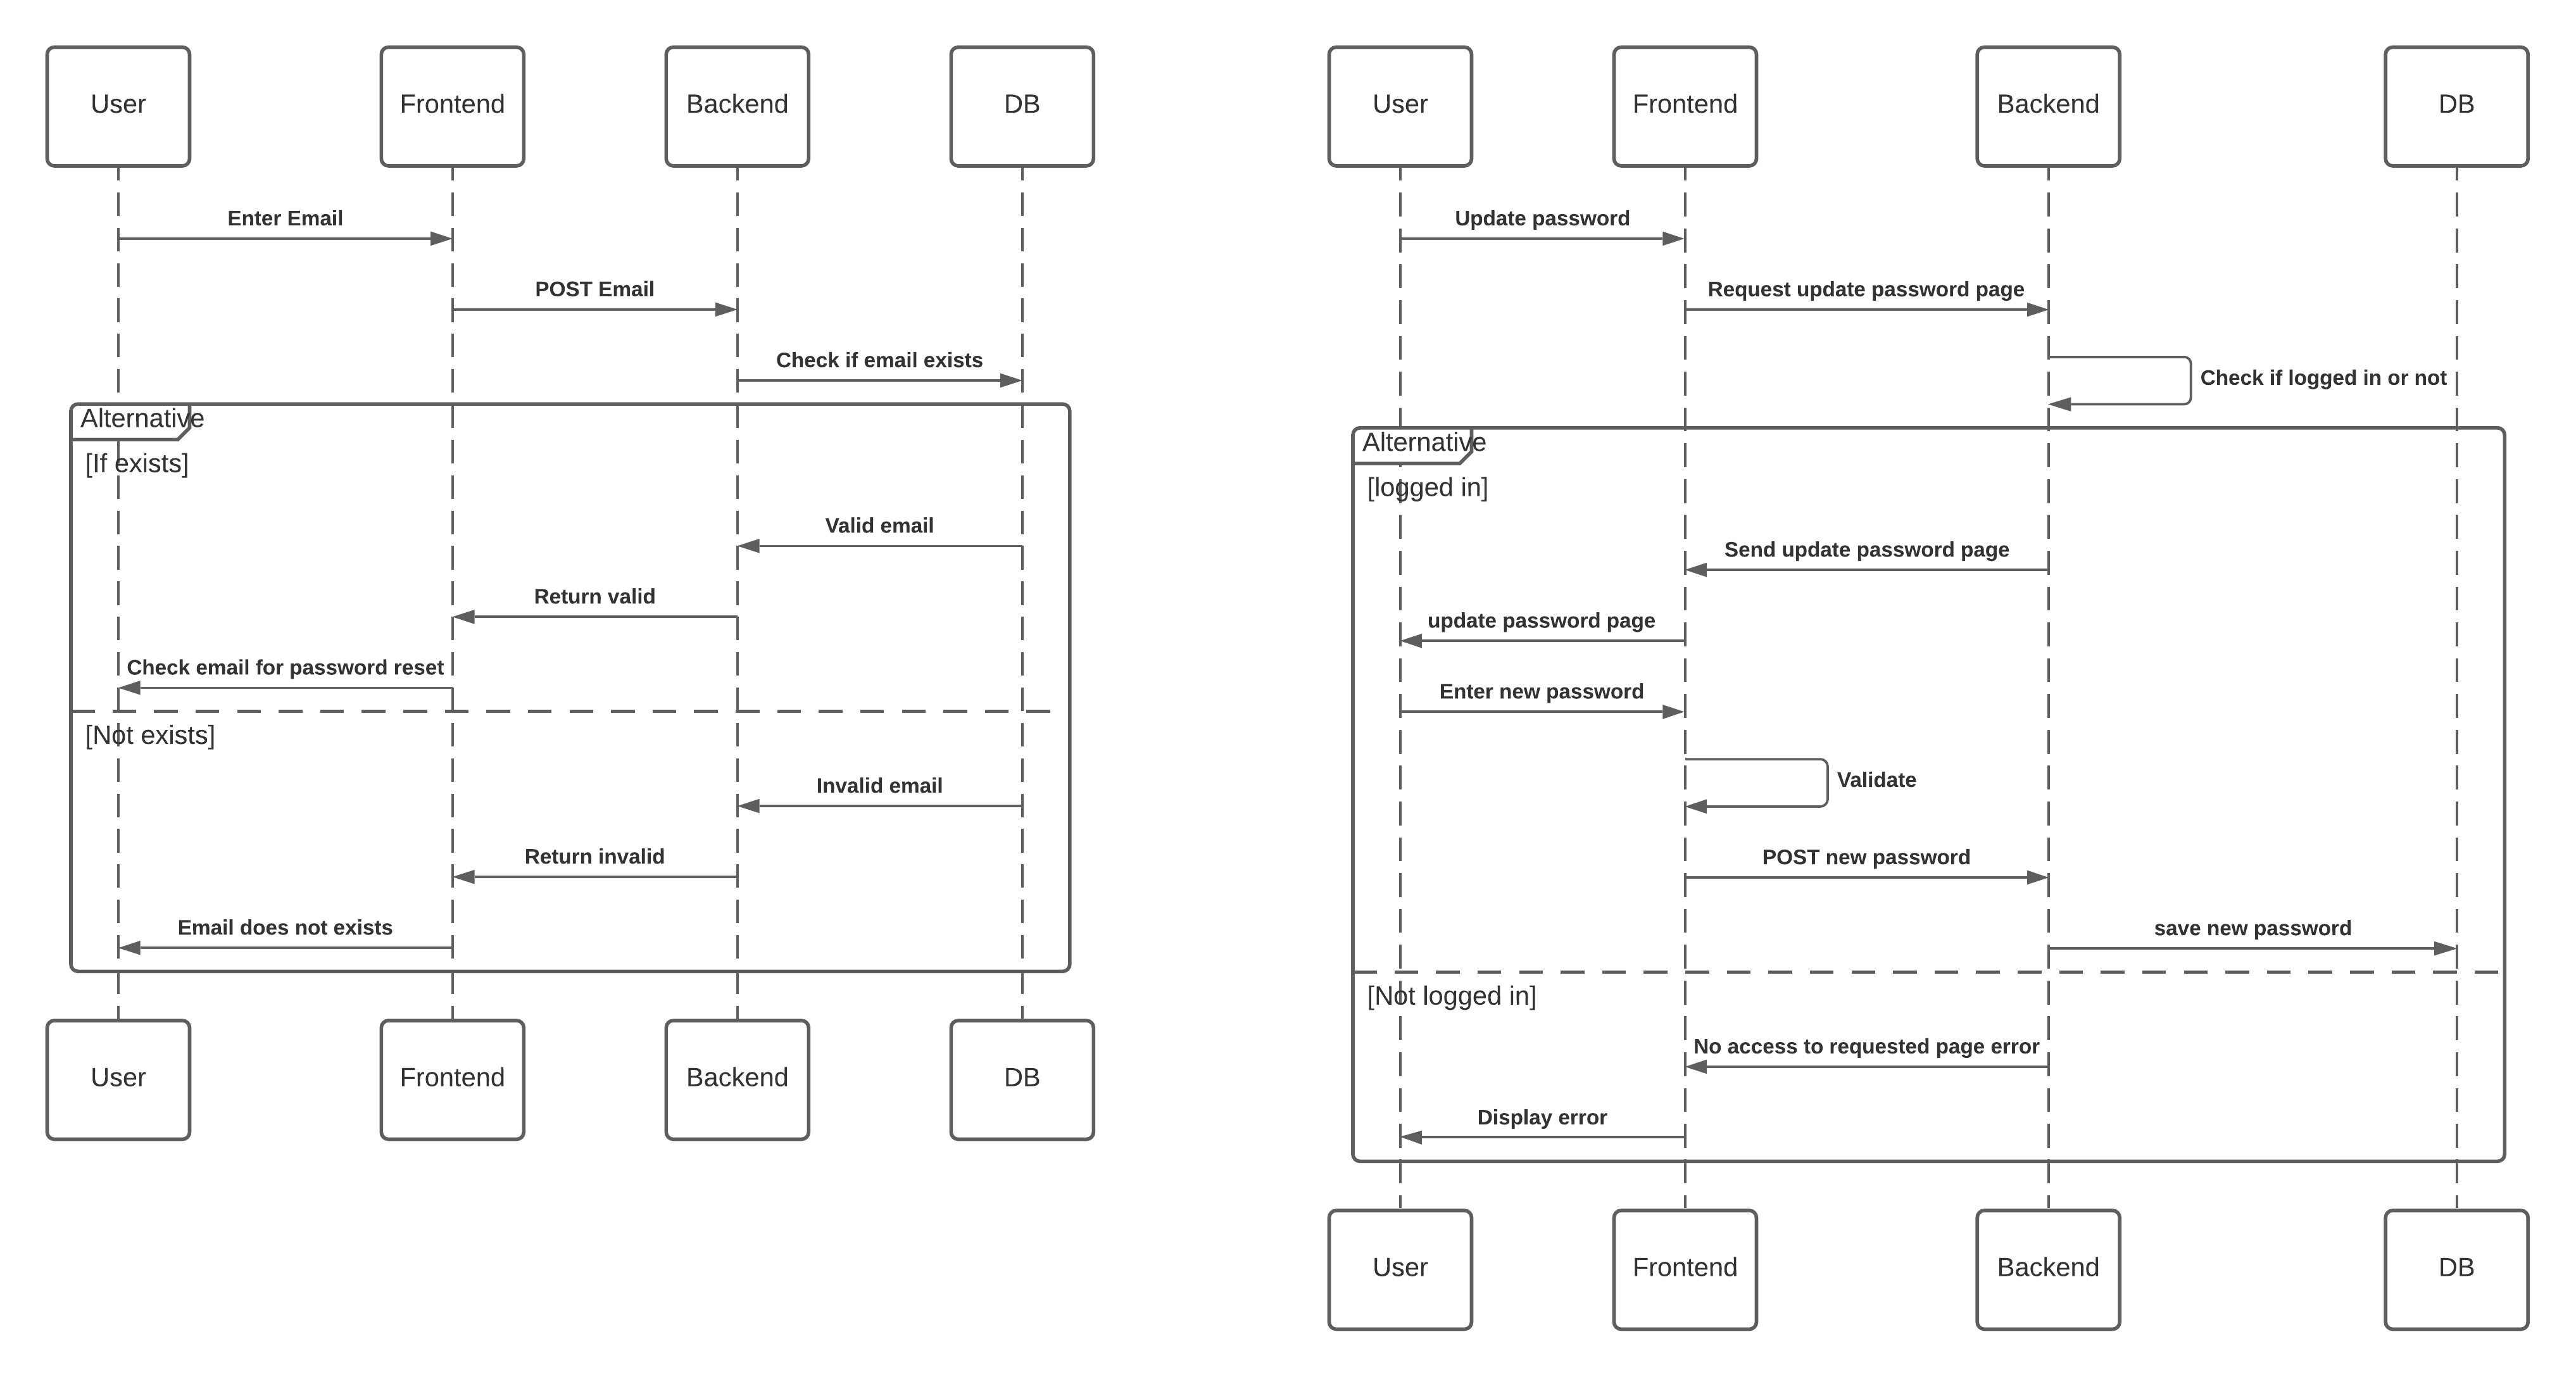 User
Frontend
Backend
DB
Enter Email
POST Email
Check if email exists
Alternative
[If exists]
Valid email
Return valid
Check email for password reset
[Not exists]
Invalid email
Return invalid
Email does not exists
User
Frontend
Backend
DB
User
Frontend
Backend
DB
Update password
Request update password page
Check if logged in or not
Alternative
[logged in]
Send update password page
update password page
Enter new password
Validate
POST new password
save new password
[Not logged in]
No access to requested page error
Display error
User
Frontend
Backend
DB